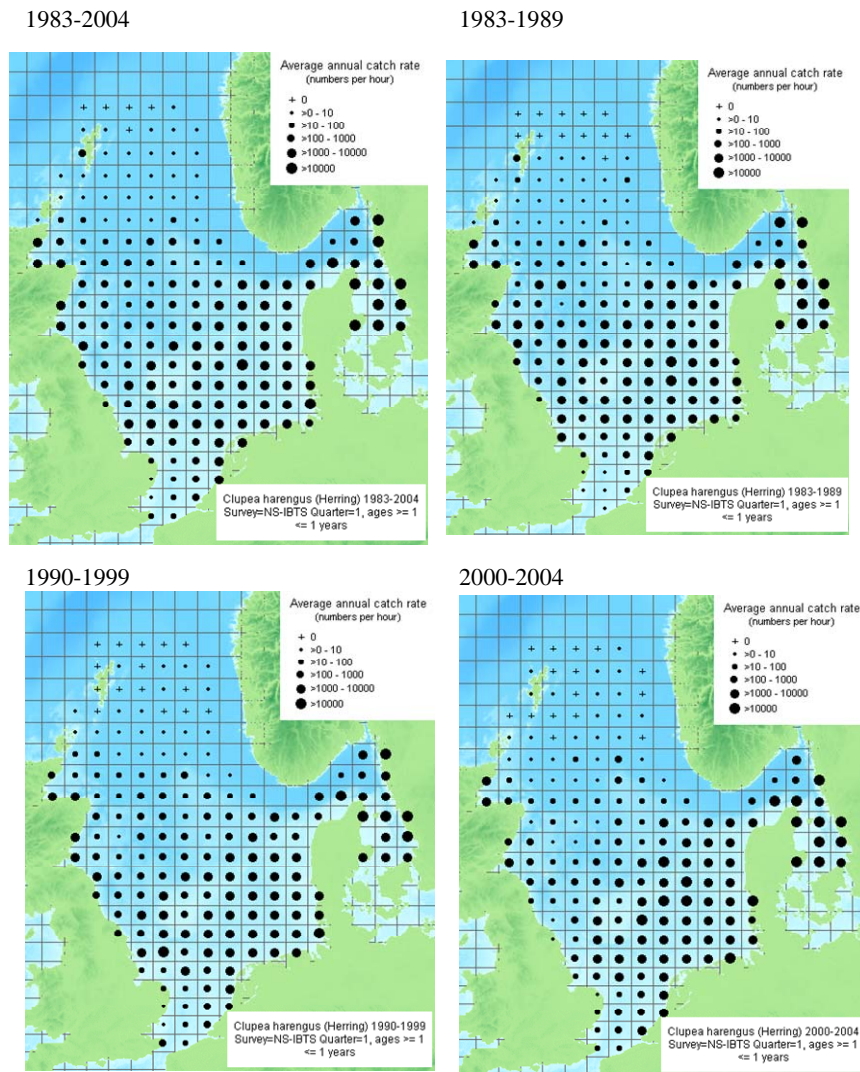 1983-2004
Average annual catch rate
(numbers per hour)
+ 0
>0 - 10
>10 - 100
>100 - 1000
>1000 - 10000
>10000
Clupea harengus (Herring) 1983-2004
Survey=NS-IBTS Quarter=1, ages >= 1
<= 1 years
1983-1989
Average annual catch rate
(numbers per hour)
+ 0
>0 - 10
>10 - 100
>100 - 1000
>1000 - 10000
>10000
Clupea harengus (Herring) 1983-1989
Survey=NS-IBTS Quarter=1, ages >= 1
<= 1 years
1990-1999
Average annual catch rate
(numbers per hour)
+ 0
>0 - 10
>10 - 100
>100 - 1000
>1000 - 10000
>10000
Clupea harengus (Herring) 1990-1999
Survey=NS-IBTS Quarter=1, ages >= 1
<= 1 years
2000-2004
Average annual catch rate
(numbers per hour)
+ 0
>0 - 10
>10 - 100
>100 - 1000
>1000 - 10000
>10000
Clupea harengus (Herring) 2000-2004
Survey=NS-IBTS Quarter=1, ages >= 1
<= 1 years